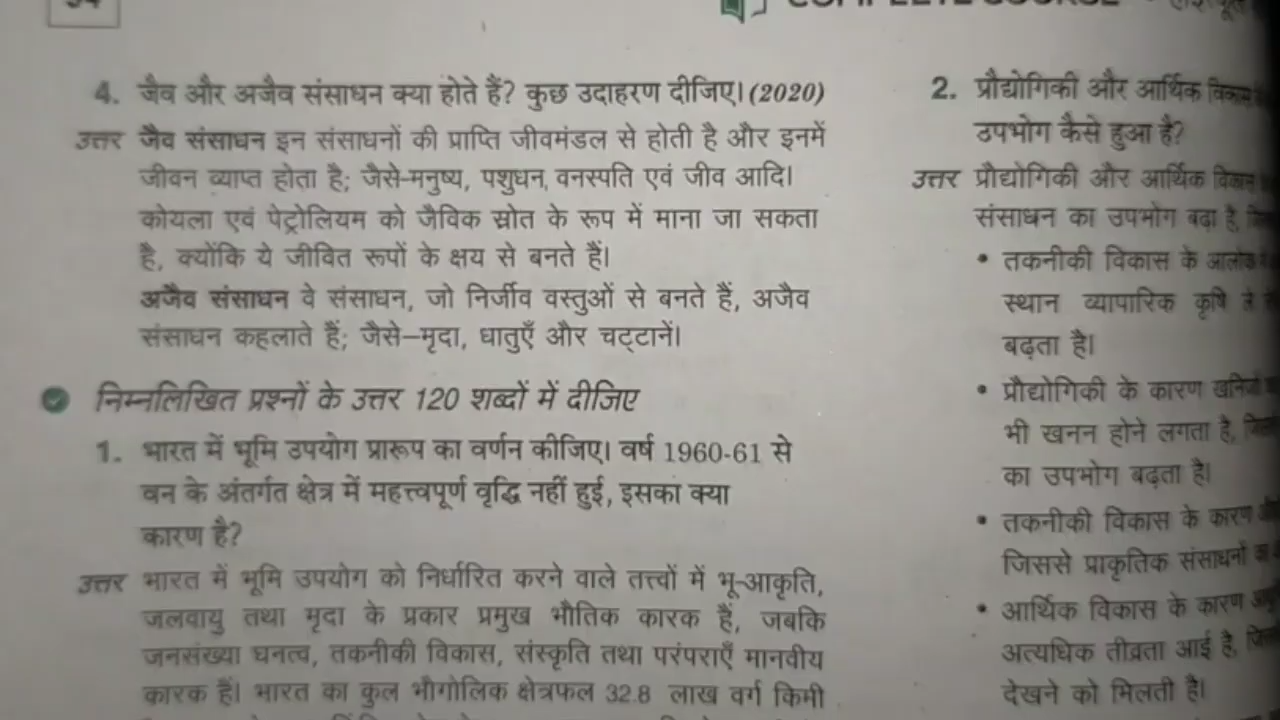 COMPLETE COURSE
4. जैव और अजैव संसाधन क्या होते हैं? कुछ उदाहरण दीजिए। (2020)
उत्तर जैव संसाधन इन संसाधनों की प्राप्ति जीवमंडल से होती है और इनमें
जीवन व्याप्त होता है; जैसे-मनुष्य, पशुधन, वनस्पति एवं जीव आदि।
कोयला एवं पेट्रोलियम को जैविक स्रोत के रूप में माना जा सकता
है, क्योंकि ये जीवित रूपों के क्षय से बनते हैं।
अजैव संसाधन वे संसाधन, जो निर्जीव वस्तुओं से बनते हैं, अजैव
संसाधन कहलाते हैं; जैसे–मृदा, धातुएँ और चट्टानें।
निम्नलिखित प्रश्नों के उत्तर 120 शब्दों में दीजिए
1. भारत में भूमि उपयोग प्रारूप का वर्णन कीजिए। वर्ष 1960-61 से
वन के अंतर्गत क्षेत्र में महत्त्वपूर्ण वृद्धि नहीं हुई, इसका क्या
कारण है?
उत्तर भारत में भूमि उपयोग को निर्धारित करने वाले तत्त्वों में भू-आकृति,
जलवायु तथा मृदा के प्रकार प्रमुख भौतिक कारक हैं, जबकि
जनसंख्या घनत्व, तकनीकी विकास, संस्कृति तथा परंपराएँ मानवीय
कारक हैं। भारत का कुल भौगोलिक क्षेत्रफल 32.8 लाख वर्ग किमी
2. प्रौद्योगिकी और आर्थिक विकास
उपभोग कैसे हुआ है?
उत्तर प्रौद्योगिकी और आर्थिक विकास
संसाधन का उपभोग बढ़ा है,
• तकनीकी विकास के आलोक
स्थान व्यापारिक कृषि ले
बढ़ता है।
• प्रौद्योगिकी के कारण खनिजों
भी खनन होने लगता है,
का उपभोग बढ़ता है।
• तकनीकी विकास के कारण
जिससे प्राकृतिक संसाधनों का
• आर्थिक विकास के कारण
अत्यधिक तीव्रता आई है,
देखने को मिलती है।